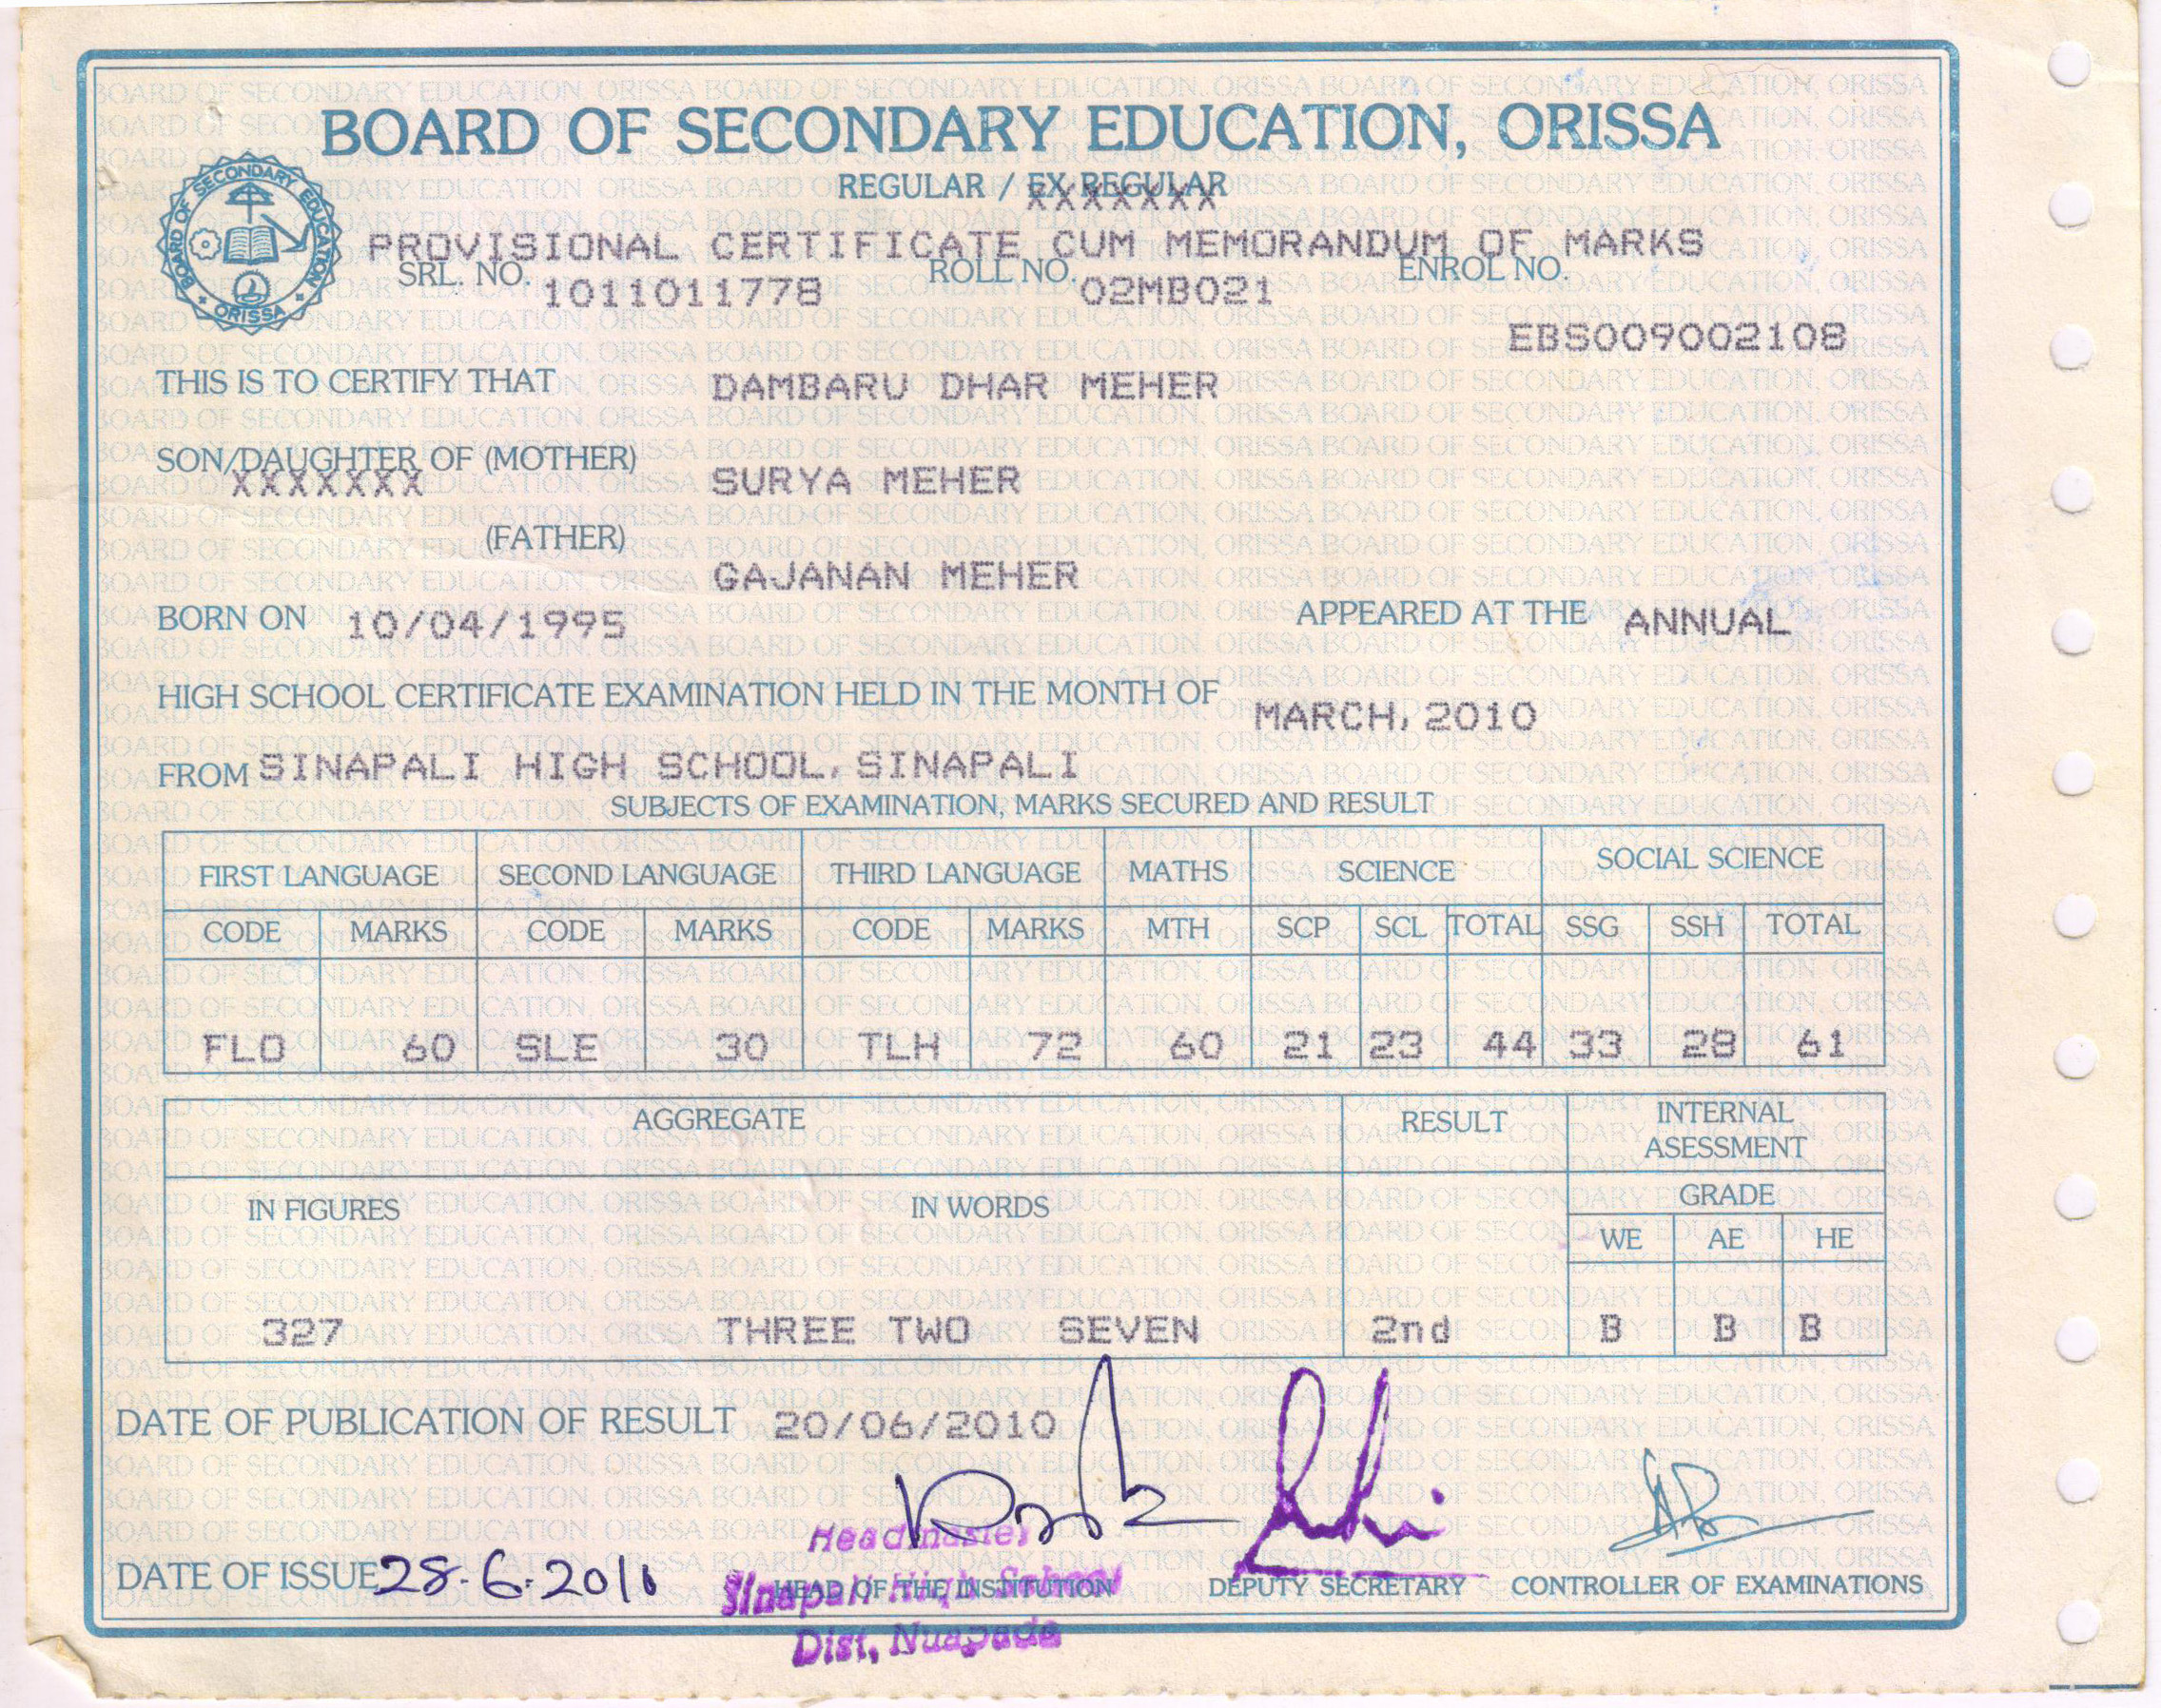 BOARD OF SECONDARY EDUCATION, ORISSA
REGULAR / EX-REGULAR
XXXXXXX
BOARD OF SECONDARY EDUCATION
ORISSA
PROVISIONAL CERTIFICATE CUM MEMORANDUM OF MARKS
SRL. NO. 1011011778 ROLL NO. 02MB021 ENROL NO. EBS009002108
THIS IS TO CERTIFY THAT DAMBARU DHAR MEHER
SON/DAUGHTER OF (MOTHER) SURYA MEHER
XXXXXXX
(FATHER) GAJANAN MEHER
BORN ON 10/04/1995 APPEARED AT THE ANNUAL
HIGH SCHOOL CERTIFICATE EXAMINATION HELD IN THE MONTH OF MARCH, 2010
FROM SINAPALI HIGH SCHOOL, SINAPALI
SUBJECTS OF EXAMINATION, MARKS SECURED AND RESULT
FIRST LANGUAGE SECOND LANGUAGE THIRD LANGUAGE MATHS SCIENCE SOCIAL SCIENCE
CODE MARKS CODE MARKS CODE MARKS MTH SCP SCL TOTAL SSG SSH TOTAL
FLO 60 SLE 30 TLH 72 60 21 23 44 33 28 61
AGGREGATE RESULT INTERNAL ASESSMENT
IN FIGURES IN WORDS GRADE
WE AE HE
327 THREE TWO SEVEN 2nd B B B
DATE OF PUBLICATION OF RESULT 20/06/2010
DATE OF ISSUE 28.6.2010
Headmaster
Sinapali High School
Dist, Nuapada
HEAD OF THE INSTITUTION DEPUTY SECRETARY CONTROLLER OF EXAMINATIONS